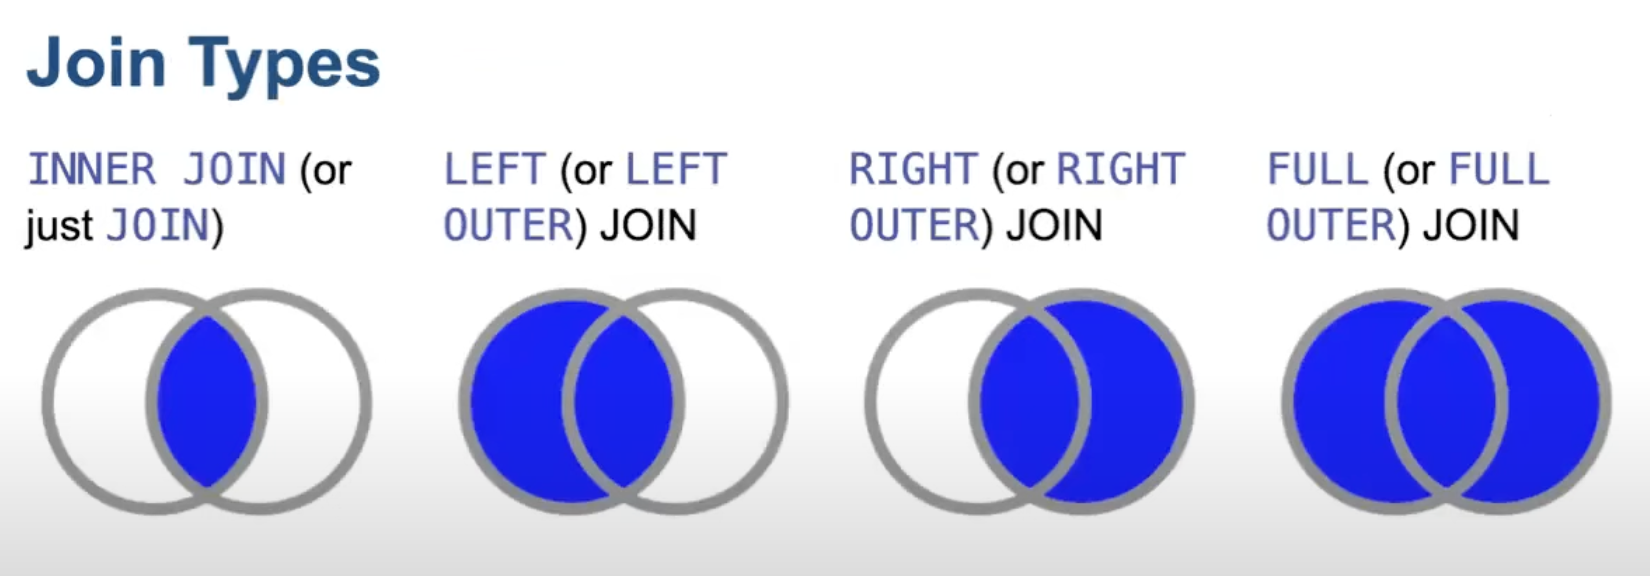 Join Types
INNER JOIN (or
just JOIN)
LEFT (or LEFT
OUTER) JOIN
RIGHT (or RIGHT
OUTER) JOIN
FULL (or FULL
OUTER) JOIN